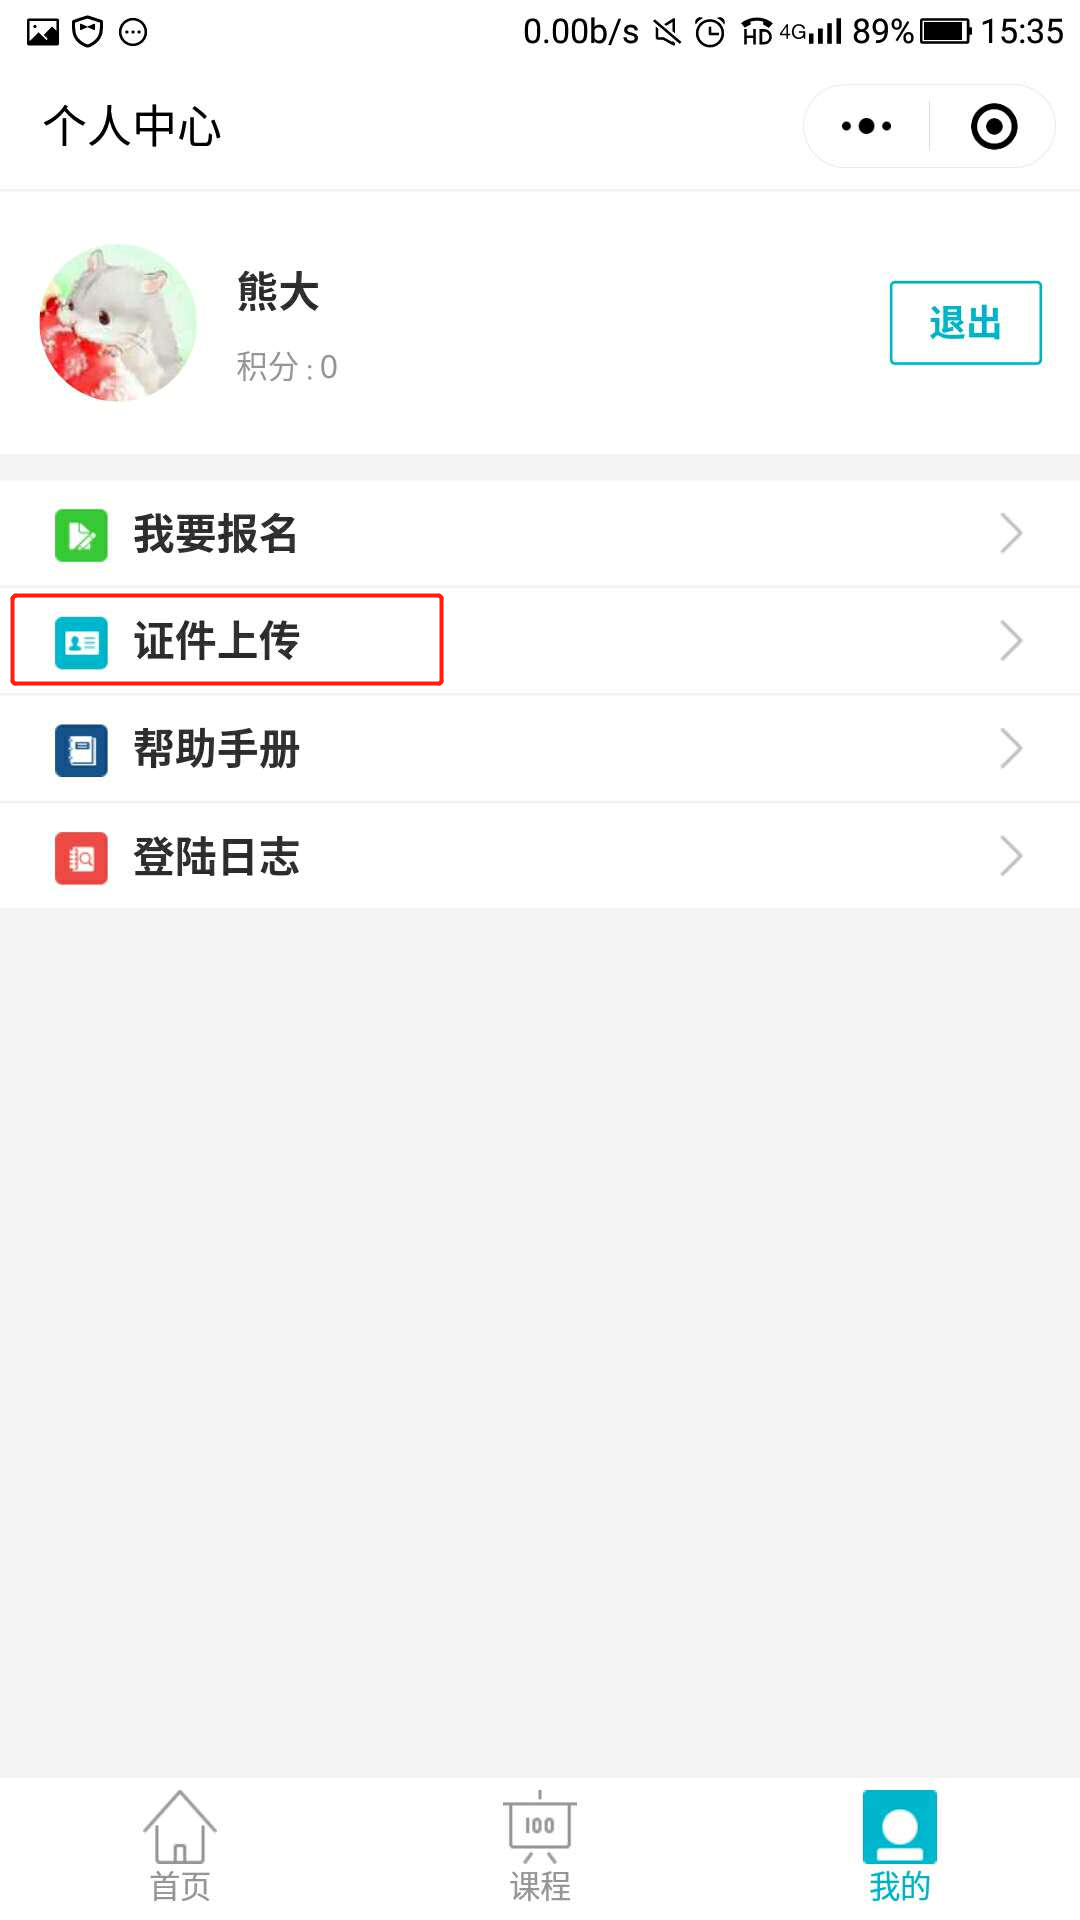 0.00b/s HD 4G 89% 15:35
个人中心
熊大
积分 : 0
退出
我要报名
证件上传
帮助手册
登陆日志
100
首页 课程 我的